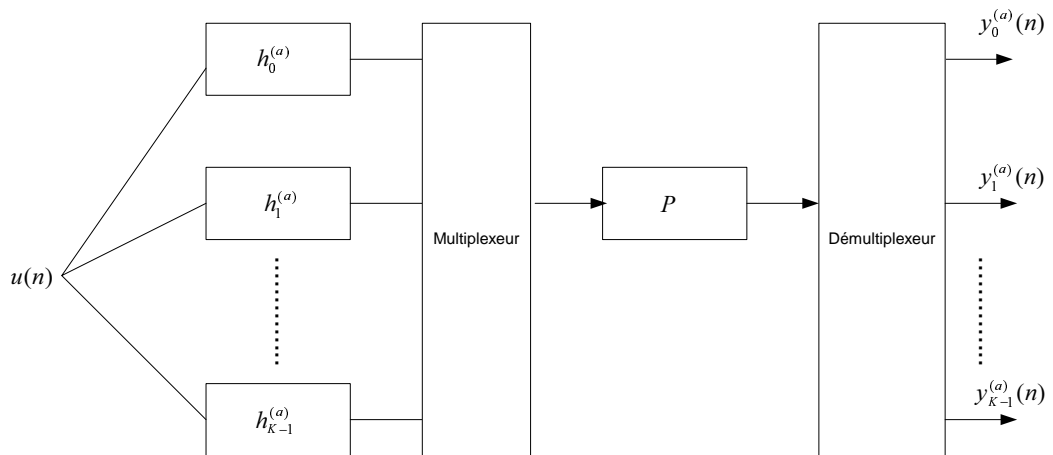 y_0^{(a)}(n)
h_0^{(a)}
h_1^{(a)}
P
y_1^{(a)}(n)
Multiplexeur
Démultiplexeur
u(n)
h_{K-1}^{(a)}
y_{K-1}^{(a)}(n)